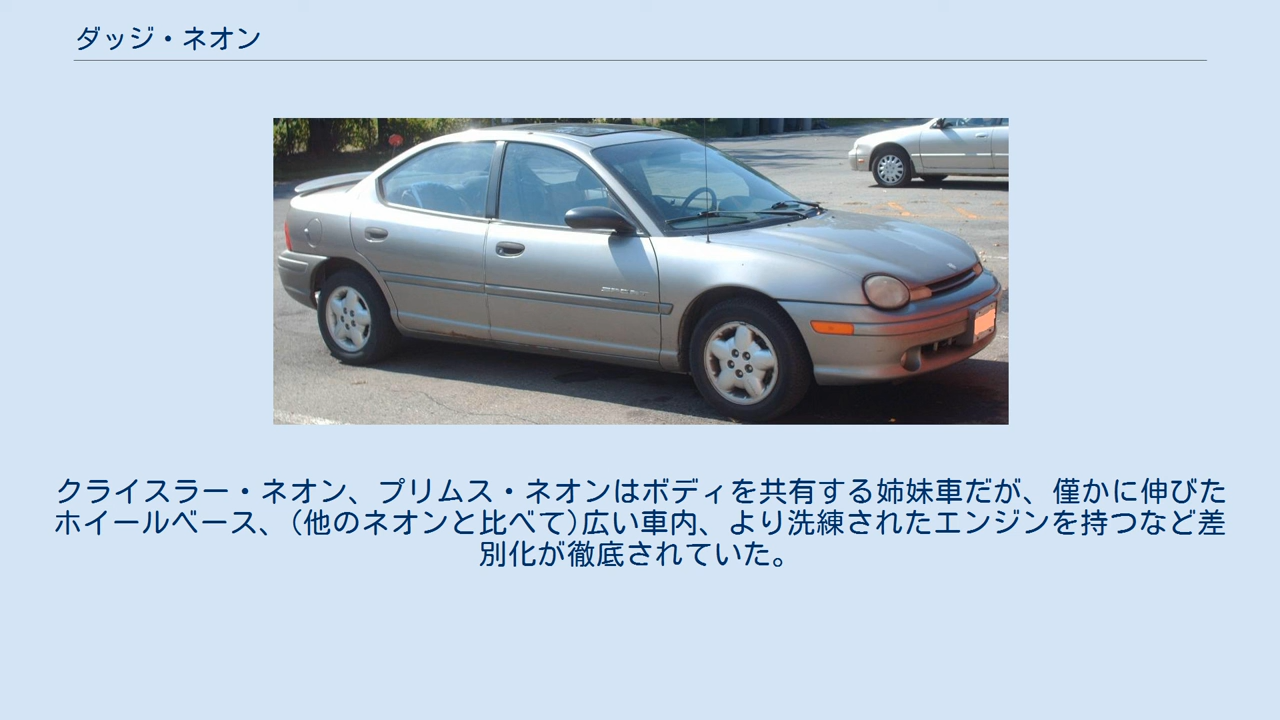 ダッジ・ネオン
クライスラー・ネオン、プリムス・ネオンはボディを共有する姉妹車だが、僅かに伸びた
ホイールベース、(他のネオンと比べて)広い車内、より洗練されたエンジンを持つなど差
別化が徹底されていた。